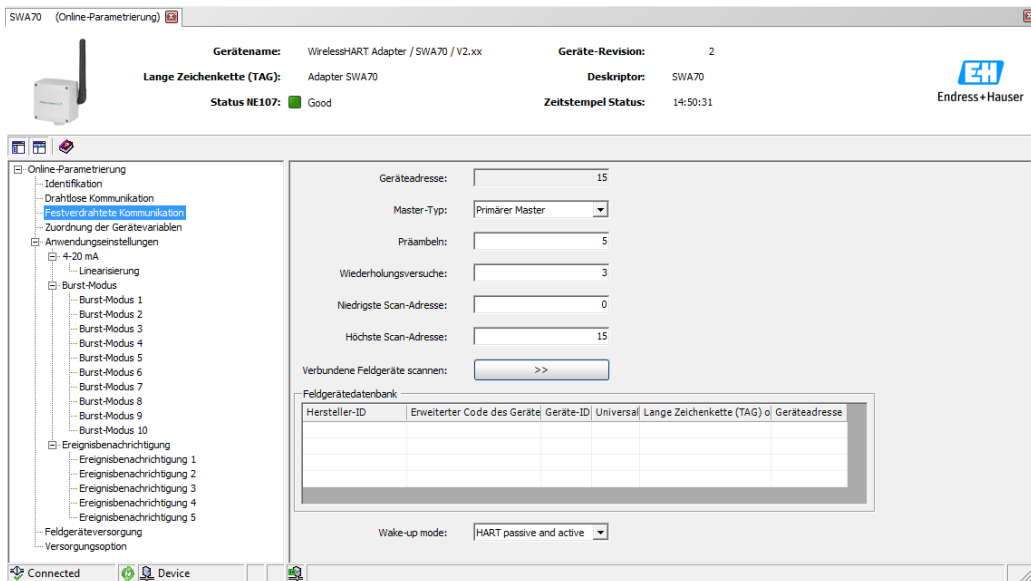 SWA70 (Online-Parametrierung)
Gerätename: WirelessHART Adapter / SWA70 / V2.xx Geräte-Revision: 2
Lange Zeichenkette (TAG): Adapter SWA70 Deskriptor: SWA70
Status NE107: Good Zeitstempel Status: 14:50:31
EH
Endress+Hauser
Online-Parametrierung
Identifikation
Drahtlose Kommunikation
Festverdrahtete Kommunikation
Zuordnung der Gerätevariablen
Anwendungseinstellungen
4-20 mA
Linearisierung
Burst-Modus
Burst-Modus 1
Burst-Modus 2
Burst-Modus 3
Burst-Modus 4
Burst-Modus 5
Burst-Modus 6
Burst-Modus 7
Burst-Modus 8
Burst-Modus 9
Burst-Modus 10
Ereignisbenachrichtigung
Ereignisbenachrichtigung 1
Ereignisbenachrichtigung 2
Ereignisbenachrichtigung 3
Ereignisbenachrichtigung 4
Ereignisbenachrichtigung 5
Feldgeräteversorgung
Versorgungsoption
Geräteadresse: 15
Master-Typ: Primärer Master
Präambeln: 5
Wiederholungsversuche: 3
Niedrigste Scan-Adresse: 0
Höchste Scan-Adresse: 15
Verbundene Feldgeräte scannen: >>
Feldgerätedatenbank
Hersteller-ID Erweiterter Code des Geräte Geräte-ID Universal Lange Zeichenkette (TAG) o Geräteadresse
Wake-up mode: HART passive and active
Connected Device